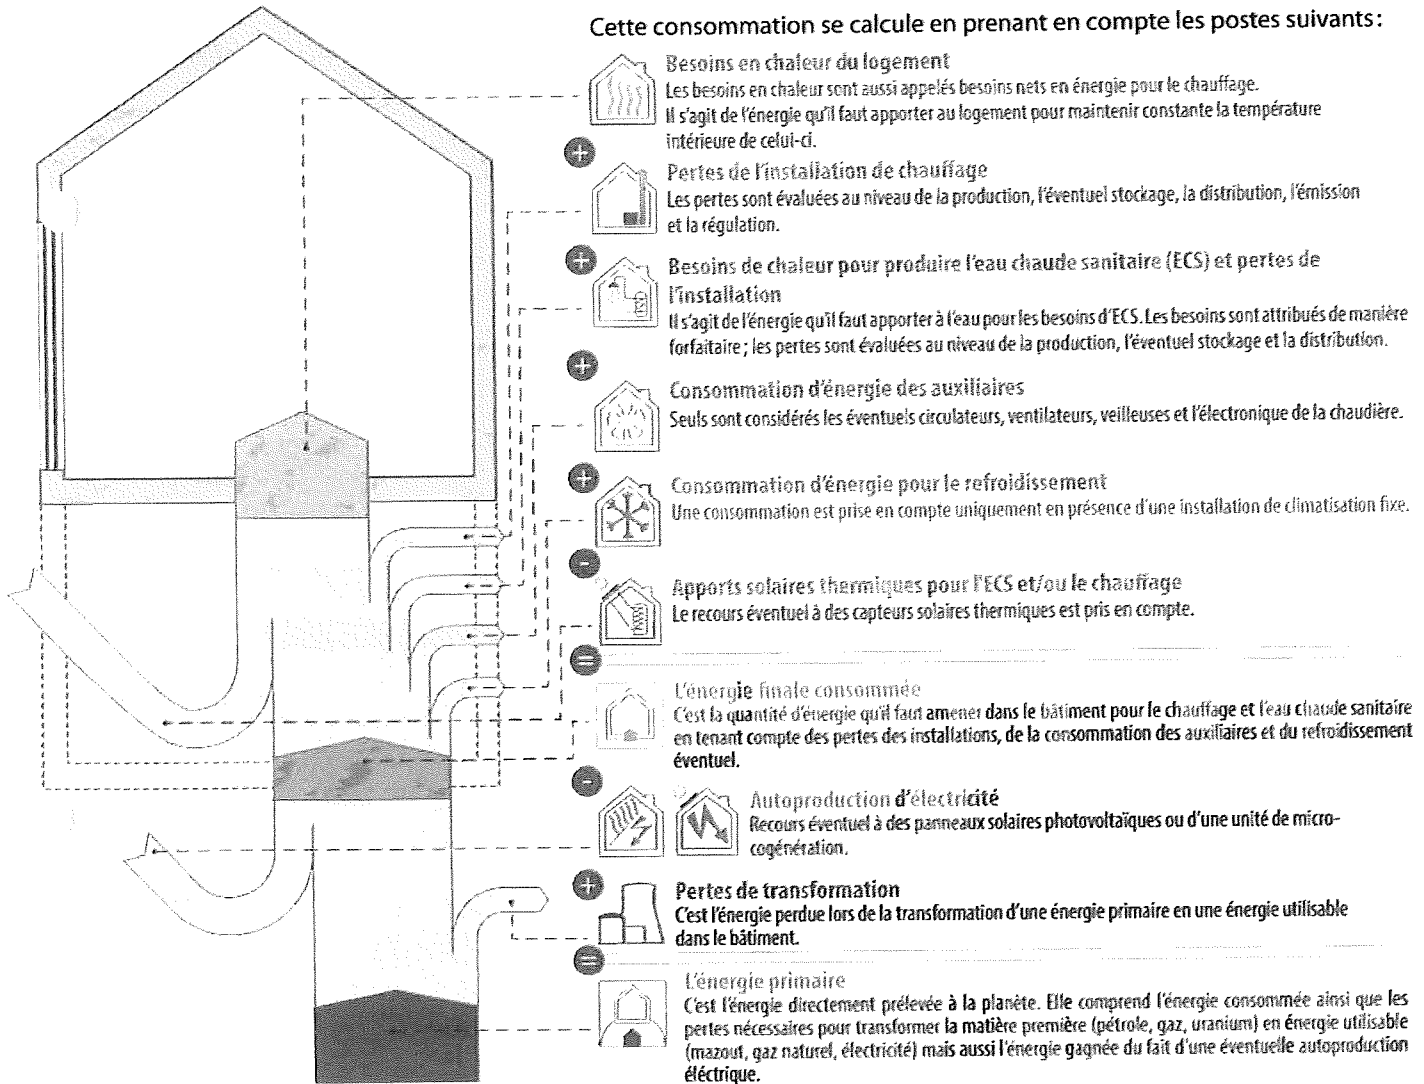 Cette consommation se calcule en prenant en compte les postes suivants :
Besoins en chaleur du logement
Les besoins en chaleur sont aussi appelés besoins nets en énergie pour le chauffage.
Il s'agit de l'énergie qu'il faut apporter au logement pour maintenir constante la température
intérieure de celui-ci.
+
Pertes de l'installation de chauffage
Les pertes sont évaluées au niveau de la production, l'éventuel stockage, la distribution, l'émission
et la régulation.
+
Besoins de chaleur pour produire l'eau chaude sanitaire (ECS) et pertes de
l'installation
Il s'agit de l'énergie qu'il faut apporter à l'eau pour les besoins d'ECS. Les besoins sont attribués de manière
forfaitaire ; les pertes sont évaluées au niveau de la production, l'éventuel stockage et la distribution.
+
Consommation d'énergie des auxiliaires
Seuls sont considérés les éventuels circulateurs, ventilateurs, veilleuses et l'électronique de la chaudière.
+
Consommation d'énergie pour le refroidissement
Une consommation est prise en compte uniquement en présence d'une installation de climatisation fixe.
-
Apports solaires thermiques pour l'ECS et/ou le chauffage
Le recours éventuel à des capteurs solaires thermiques est pris en compte.
=
L'énergie finale consommée
C'est la quantité d'énergie qu'il faut amener dans le bâtiment pour le chauffage et l'eau chaude sanitaire
en tenant compte des pertes des installations, de la consommation des auxiliaires et du refroidissement
éventuel.
-
Autoproduction d'électricité
Recours éventuel à des panneaux solaires photovoltaïques ou d'une unité de micro-
cogénération.
+
Pertes de transformation
C'est l'énergie perdue lors de la transformation d'une énergie primaire en une énergie utilisable
dans le bâtiment.
=
L'énergie primaire
C'est l'énergie directement prélevée à la planète. Elle comprend l'énergie consommée ainsi que les
pertes nécessaires pour transformer la matière première (pétrole, gaz, uranium) en énergie utilisable
(mazout, gaz naturel, électricité) mais aussi l'énergie gagnée du fait d'une éventuelle autoproduction
éléctrique.